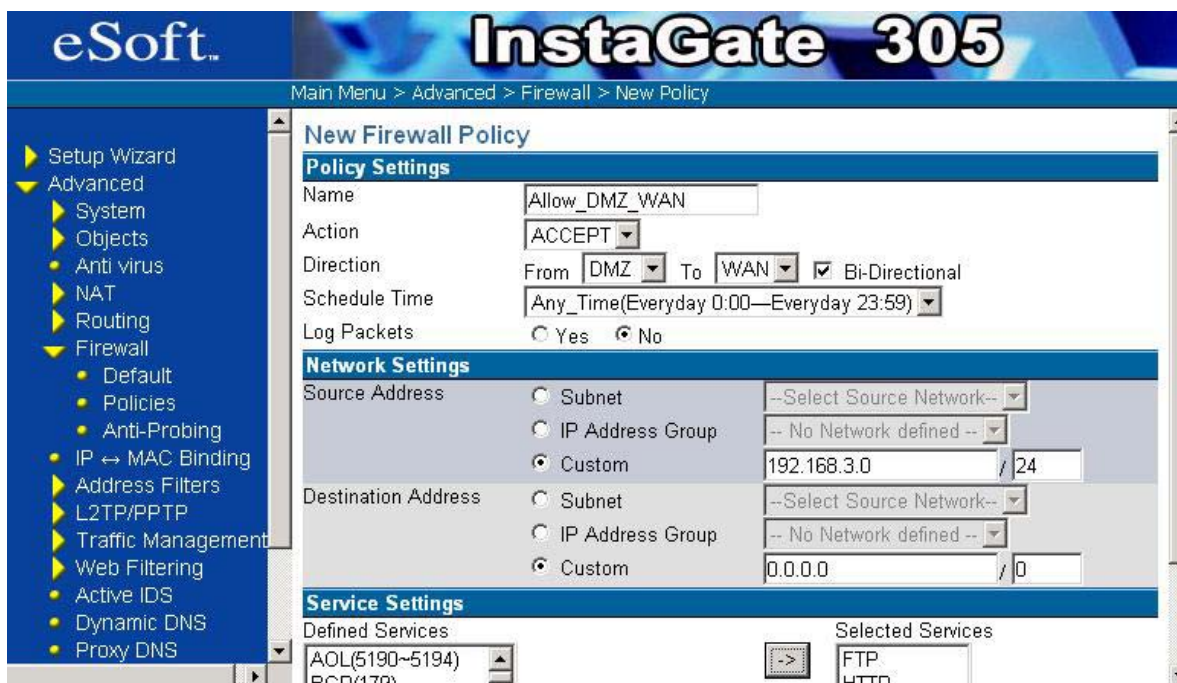 eSoft™
InstaGate 305
Main Menu > Advanced > Firewall > New Policy
Setup Wizard
Advanced
System
Objects
Anti virus
NAT
Routing
Firewall
Default
Policies
Anti-Probing
IP ↔ MAC Binding
Address Filters
L2TP/PPTP
Traffic Management
Web Filtering
Active IDS
Dynamic DNS
Proxy DNS
New Firewall Policy
Policy Settings
Name Allow_DMZ_WAN
Action ACCEPT
Direction From DMZ To WAN Bi-Directional
Schedule Time Any_Time(Everyday 0:00—Everyday 23:59)
Log Packets Yes No
Network Settings
Source Address Subnet --Select Source Network--
IP Address Group -- No Network defined --
Custom 192.168.3.0 / 24
Destination Address Subnet --Select Source Network--
IP Address Group -- No Network defined --
Custom 0.0.0.0 / 0
Service Settings
Defined Services Selected Services
AOL(5190~5194) -> FTP
BGP(179) HTTP